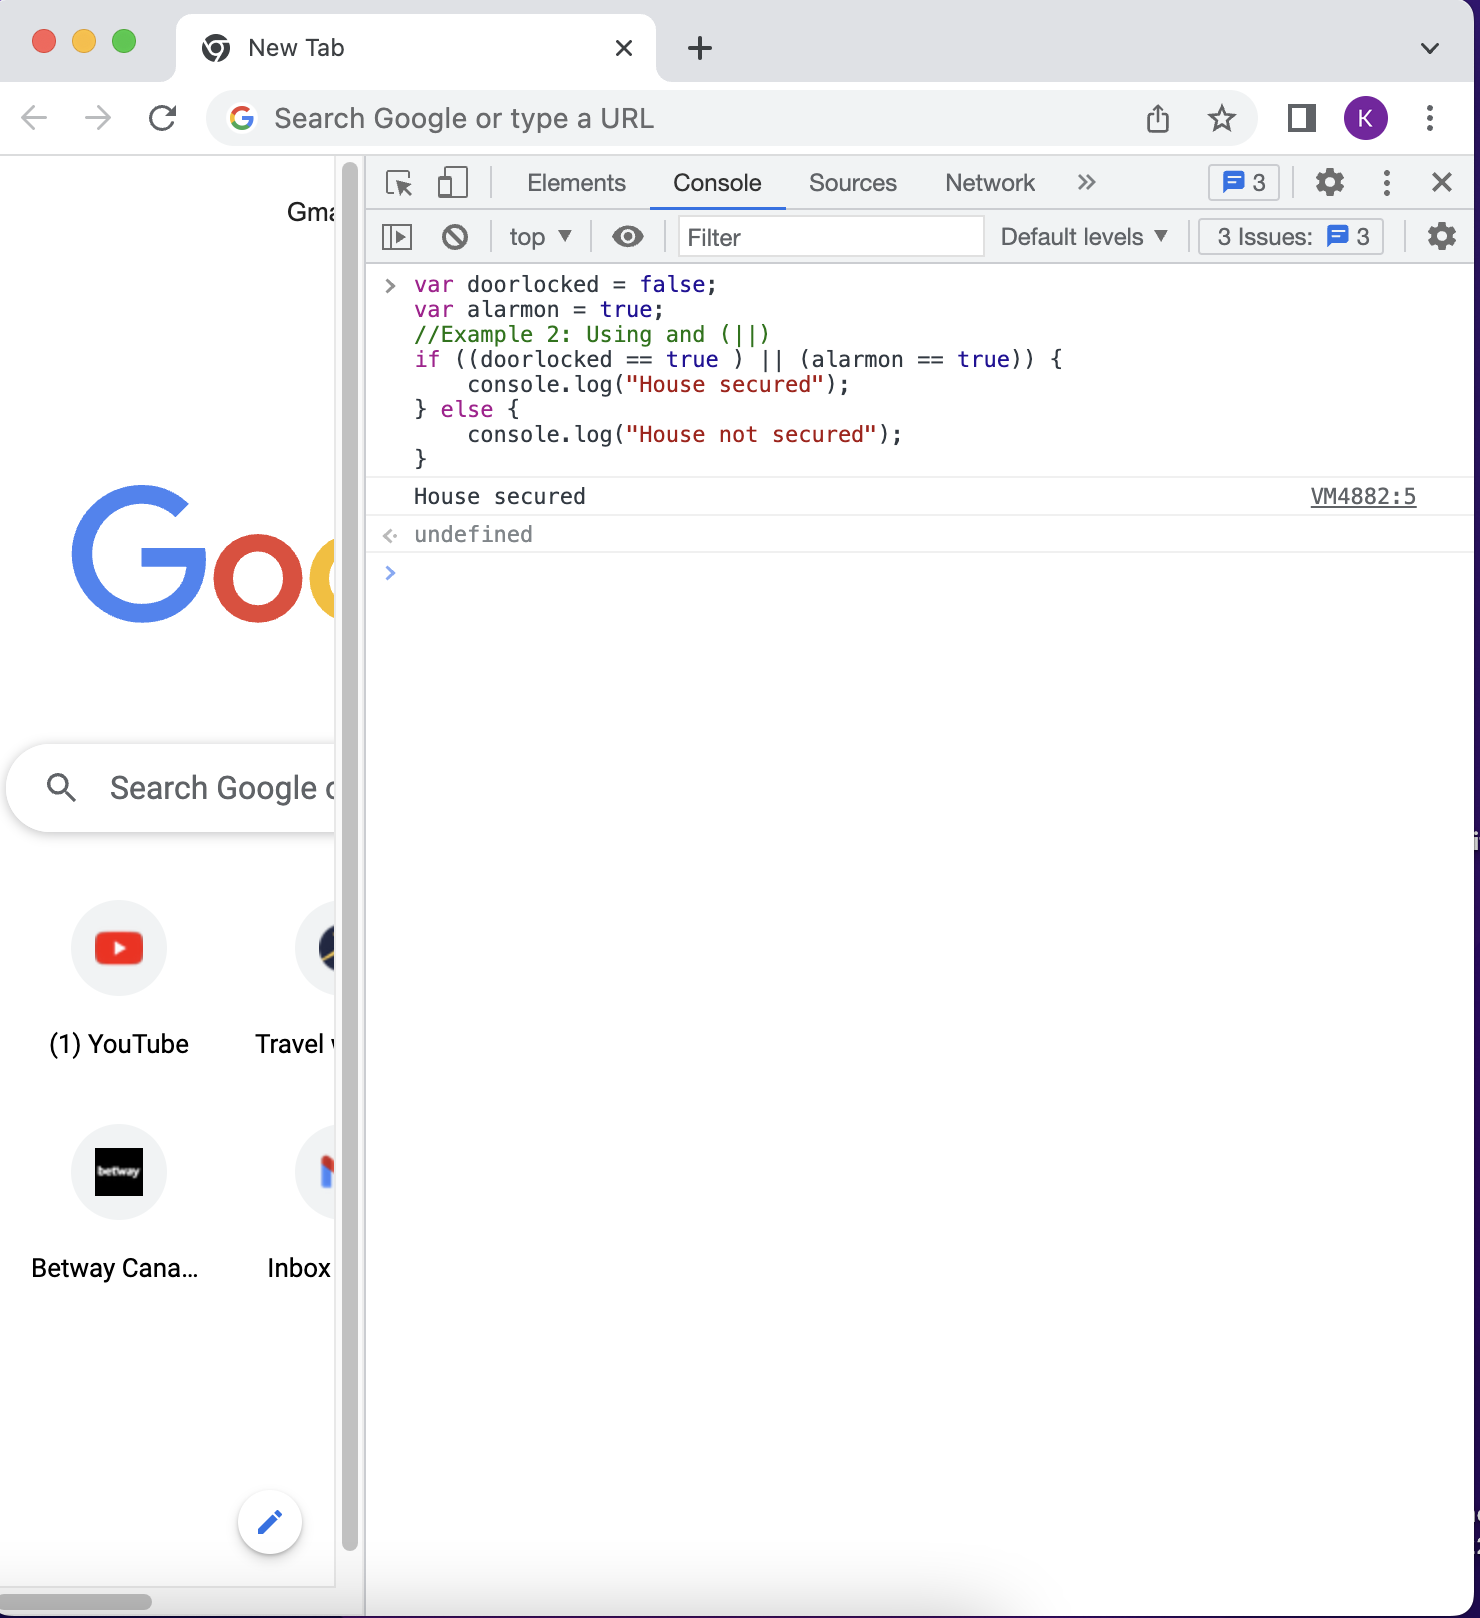 New Tab
Search Google or type a URL
K
Gma
Elements Console Sources Network 3
top Filter Default levels 3 Issues: 3
var doorlocked = false;
var alarmon = true;
//Example 2: Using and (||)
if ((doorlocked == true ) || (alarmon == true)) {
    console.log("House secured");
} else {
    console.log("House not secured");
}
House secured VM4882:5
undefined
Goo
Search Google o
(1) YouTube Travel
betway
Betway Cana... Inbox